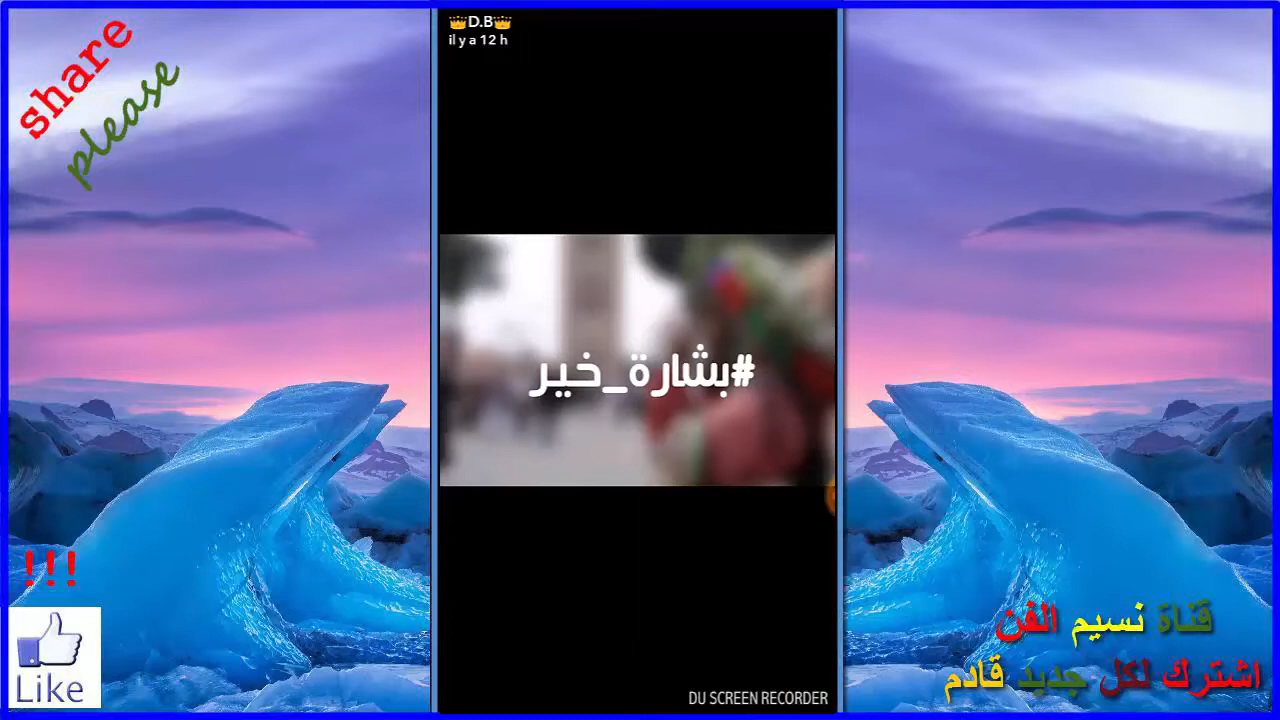 share
please
👑D.B👑
il y a 12 h
#بشارة_خير
!!!
Like
قناة نسيم الفن
اشترك لكل جديد قادم
DU SCREEN RECORDER